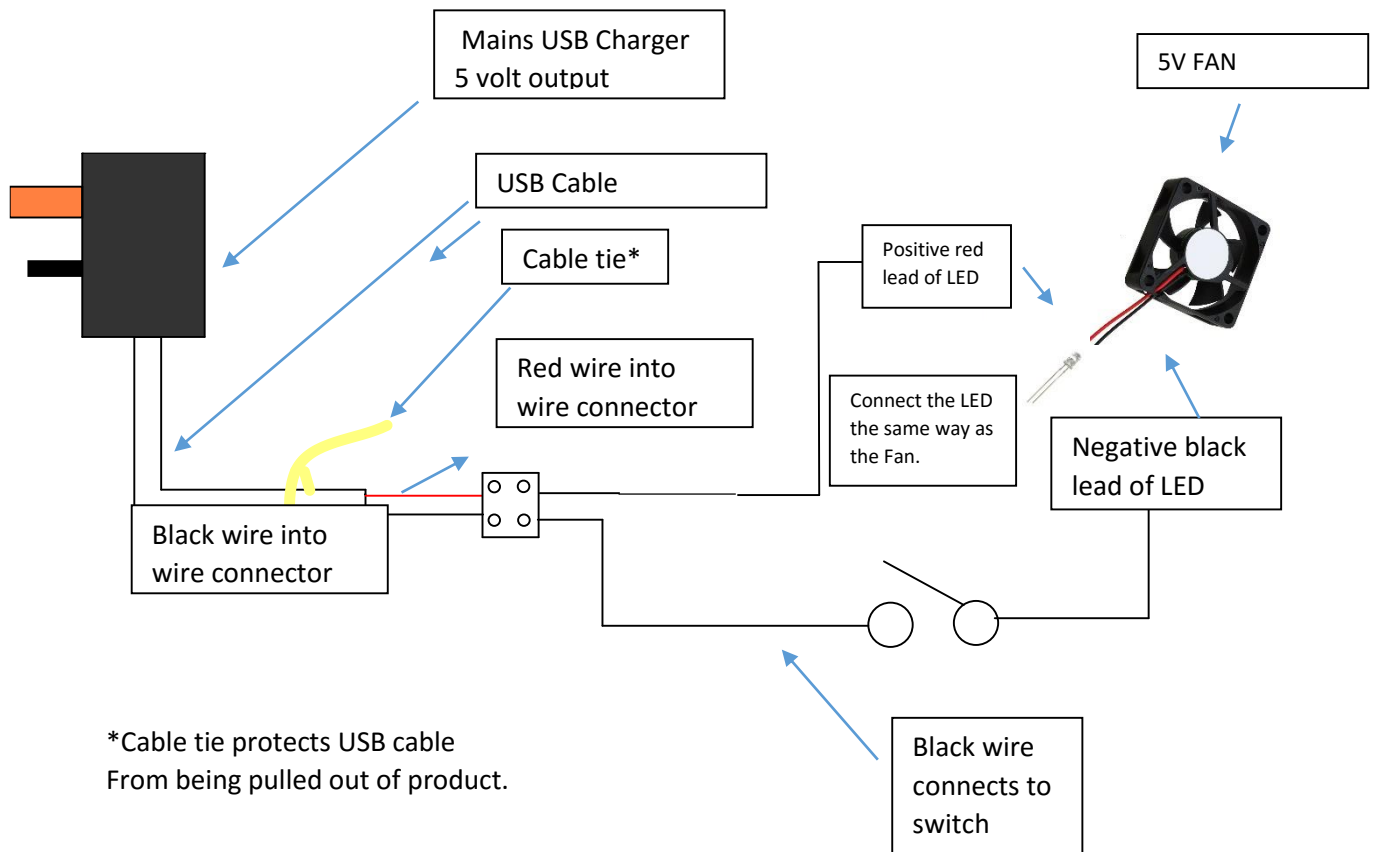 Mains USB Charger
5 volt output
5V FAN
USB Cable
Cable tie*
Positive red
lead of LED
Red wire into
wire connector
Connect the LED
the same way as
the Fan.
Negative black
lead of LED
Black wire into
wire connector
*Cable tie protects USB cable
From being pulled out of product.
Black wire
connects to
switch